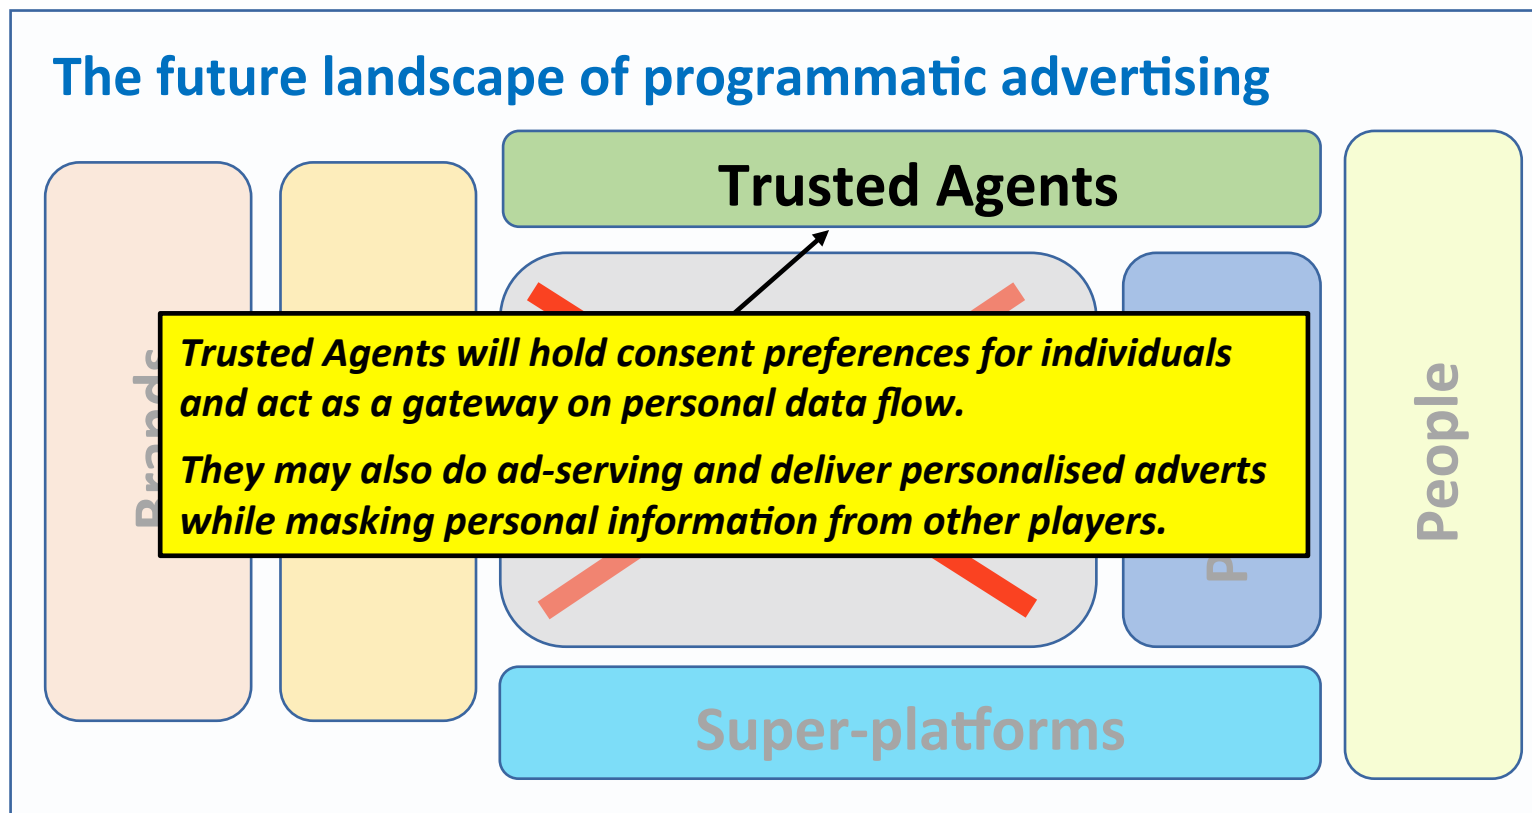 The future landscape of programmatic advertising
Trusted Agents
Trusted Agents will hold consent preferences for individuals
and act as a gateway on personal data flow.
They may also do ad-serving and deliver personalised adverts
while masking personal information from other players.
Brands
People
Super-platforms